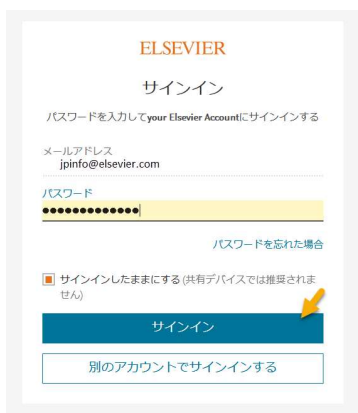 ELSEVIER
サインイン
パスワードを入力してyour Elsevier Accountにサインインする
メールアドレス
jpinfo@elsevier.com
パスワード
●●●●●●●●●●●●●
パスワードを忘れた場合
サインインしたままにする (共有デバイスでは推奨されま
せん)
サインイン
別のアカウントでサインインする